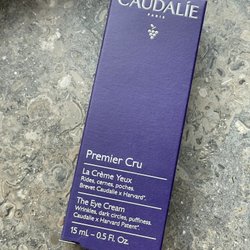 CAUDALÍE
PARIS
Premier Cru
La Crème Yeux
Rides, cernes, poches.
Brevet Caudalie x Harvard*.
The Eye Cream
Wrinkles, dark circles, puffiness.
Caudalie x Harvard Patent*.
15 mL – 0.5 Fl. Oz.